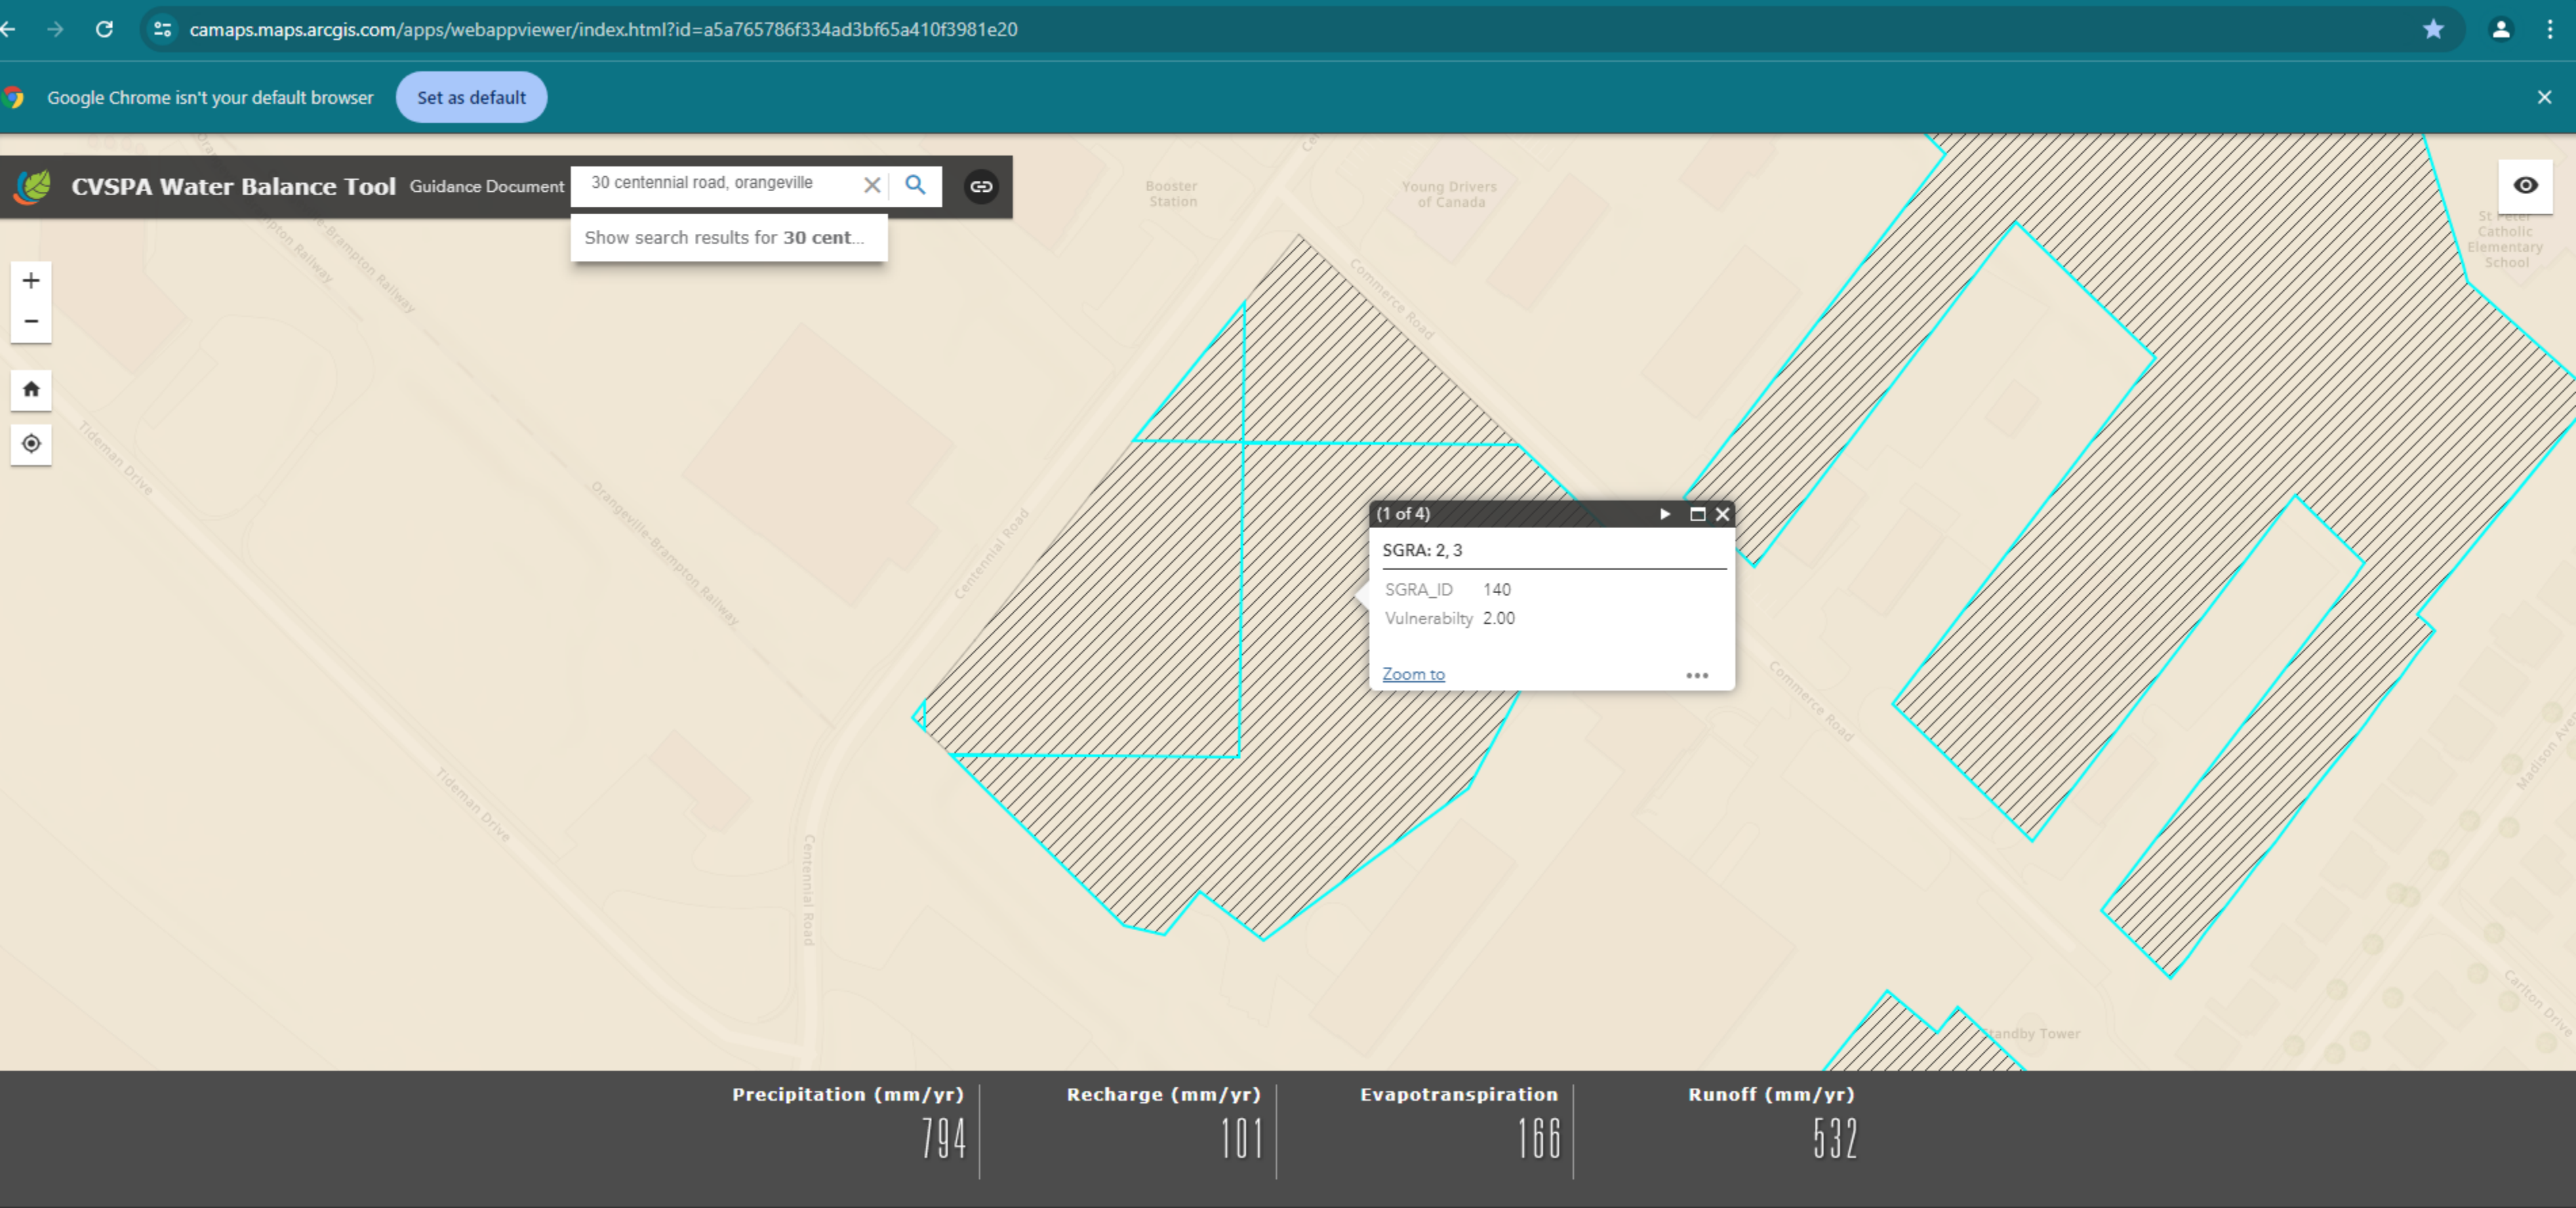 camaps.maps.arcgis.com/apps/webappviewer/index.html?id=a5a765786f334ad3bf65a410f3981e20
Google Chrome isn't your default browser
Set as default
CVSPA Water Balance Tool
Guidance Document
30 centennial road, orangeville
Show search results for 30 cent...
Booster
Station
Young Drivers
of Canada
St Peter
Catholic
Elementary
School
Orangeville-Brampton Railway
Commerce Road
Tideman Drive
Centennial Road
(1 of 4)
SGRA: 2, 3
SGRA_ID 140
Vulnerabilty 2.00
Zoom to
Commerce Road
Tideman Drive
Centennial Road
Carlton Drive
Standby Tower
Precipitation (mm/yr)
794
Recharge (mm/yr)
101
Evapotranspiration
166
Runoff (mm/yr)
532